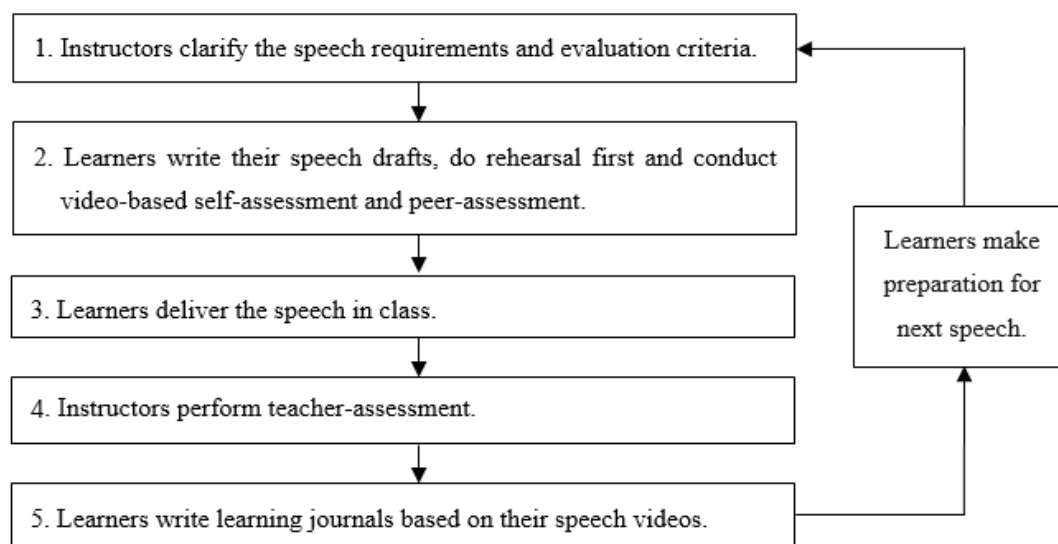 1. Instructors clarify the speech requirements and evaluation criteria.
2. Learners write their speech drafts, do rehearsal first and conduct
video-based self-assessment and peer-assessment.
3. Learners deliver the speech in class.
4. Instructors perform teacher-assessment.
5. Learners write learning journals based on their speech videos.
Learners make
preparation for
next speech.